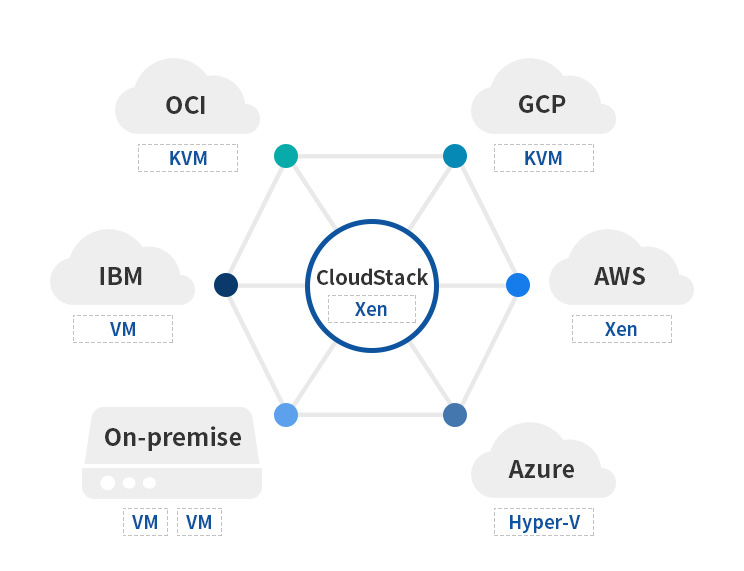 OCI
KVM
GCP
KVM
IBM
VM
CloudStack
Xen
AWS
Xen
On-premise
VM VM
Azure
Hyper-V